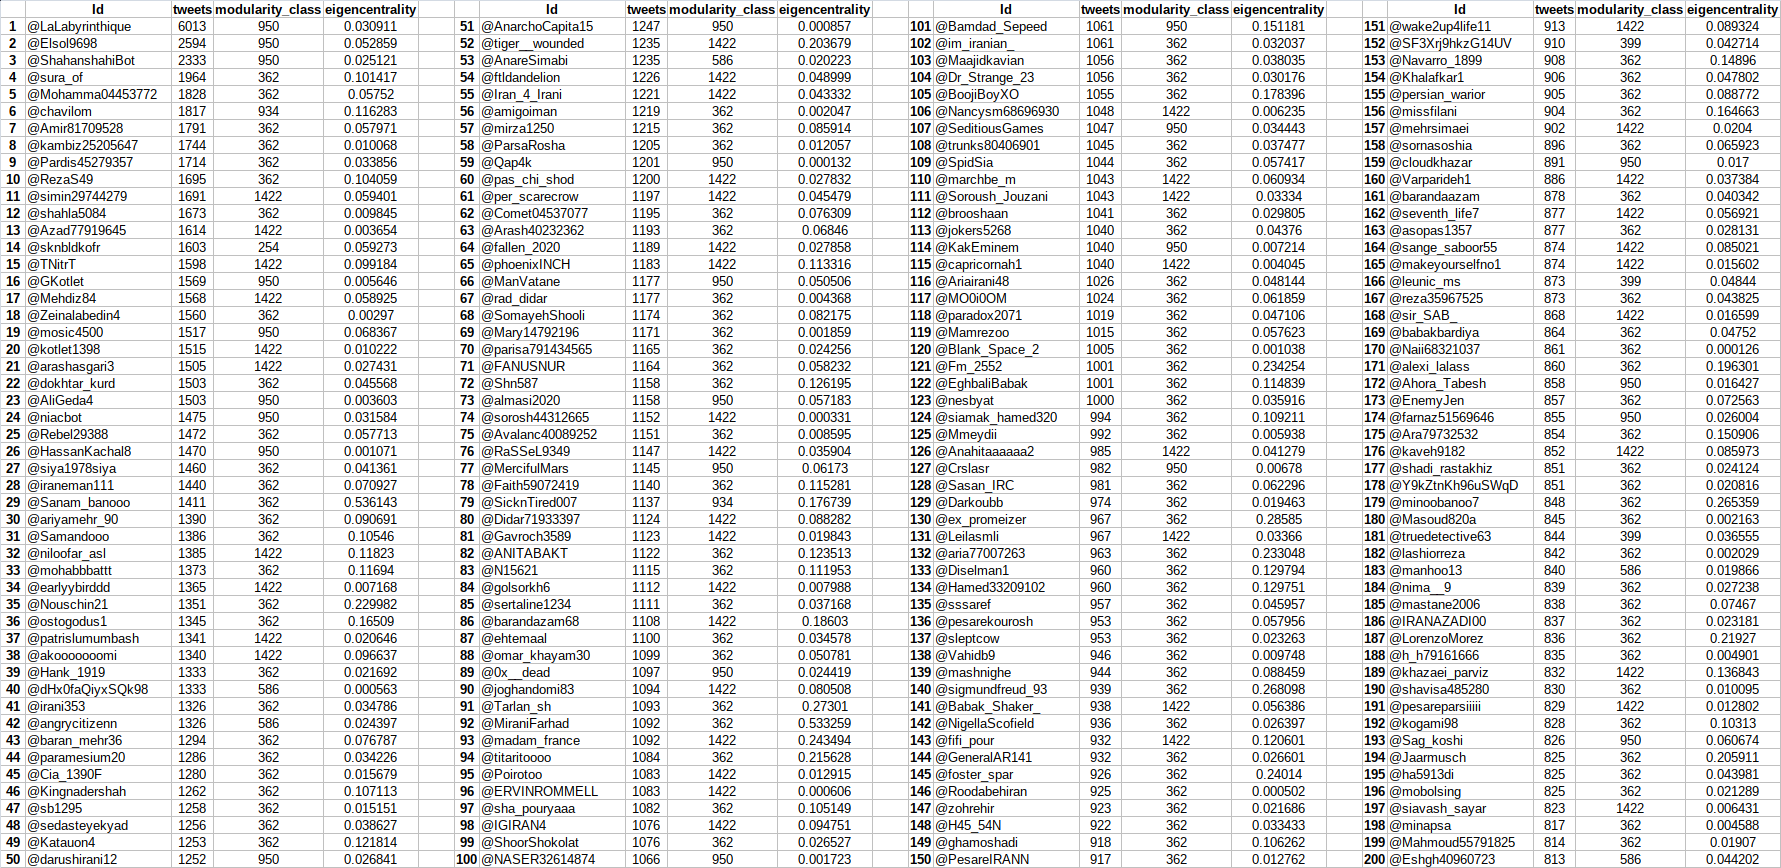 Id tweets modularity_class eigencentrality Id tweets modularity_class eigencentrality Id tweets modularity_class eigencentrality Id tweets modularity_class eigencentrality
1 @LaLabyrinthique 6013 950 0.030911 51 @AnarchoCapita15 1247 950 0.000857 101 @Bamdad_Sepeed 1061 950 0.151181 151 @wake2up4life11 913 1422 0.089324
2 @Elsol9698 2594 950 0.052859 52 @tiger__wounded 1235 1422 0.203679 102 @im_iranian_ 1061 362 0.032037 152 @SF3Xrj9hkzG14UV 910 399 0.042714
3 @ShahanshahiBot 2333 950 0.025121 53 @AnareSimabi 1235 586 0.020223 103 @Maajidkavian 1056 362 0.038035 153 @Navarro_1899 908 362 0.14896
4 @sura_of 1964 362 0.101417 54 @ftldandelion 1226 1422 0.048999 104 @Dr_Strange_23 1056 362 0.030176 154 @Khalafkar1 906 362 0.047802
5 @Mohamma04453772 1828 362 0.05752 55 @Iran_4_Irani 1221 1422 0.043332 105 @BoojiBoyXO 1055 362 0.178396 155 @persian_warior 905 362 0.088772
6 @chavilom 1817 934 0.116283 56 @amigoiman 1219 362 0.002047 106 @Nancysm68696930 1048 1422 0.006235 156 @missfilani 904 362 0.164663
7 @Amir81709528 1791 362 0.057971 57 @mirza1250 1215 362 0.085914 107 @SeditiousGames 1047 950 0.034443 157 @mehrsimaei 902 1422 0.0204
8 @kambiz25205647 1744 362 0.010068 58 @ParsaRosha 1205 362 0.012057 108 @trunks80406901 1045 362 0.037477 158 @sornasoshia 896 362 0.065923
9 @Pardis45279357 1714 362 0.033856 59 @Qap4k 1201 950 0.000132 109 @SpidSia 1044 362 0.057417 159 @cloudkhazar 891 950 0.017
10 @RezaS49 1695 362 0.104059 60 @pas_chi_shod 1200 1422 0.027832 110 @marchbe_m 1043 1422 0.060934 160 @Varparideh1 886 1422 0.037384
11 @simin29744279 1691 1422 0.059401 61 @per_scarecrow 1197 1422 0.045479 111 @Soroush_Jouzani 1043 1422 0.03334 161 @barandaazam 878 362 0.040342
12 @shahla5084 1673 362 0.009845 62 @Comet04537077 1195 362 0.076309 112 @brooshaan 1041 362 0.029805 162 @seventh_life7 877 1422 0.056921
13 @Azad77919645 1614 1422 0.003654 63 @Arash40232362 1193 362 0.06846 113 @jokers5268 1040 362 0.04376 163 @asopas1357 877 362 0.028131
14 @sknbldkofr 1603 254 0.059273 64 @fallen_2020 1189 1422 0.027858 114 @KakEminem 1040 950 0.007214 164 @sange_saboor55 874 1422 0.085021
15 @TNitrT 1598 1422 0.099184 65 @phoenixINCH 1183 1422 0.113316 115 @capricornah1 1040 1422 0.004045 165 @makeyourselfno1 874 1422 0.015602
16 @GKotlet 1569 950 0.005646 66 @ManVatane 1177 950 0.050506 116 @Ariairani48 1026 362 0.048144 166 @leunic_ms 873 399 0.04844
17 @Mehdiz84 1568 1422 0.058925 67 @rad_didar 1177 362 0.004368 117 @MO0i0OM 1024 362 0.061859 167 @reza35967525 873 362 0.043825
18 @Zeinalabedin4 1560 362 0.00297 68 @SomayehShooli 1174 362 0.082175 118 @paradox2071 1019 362 0.047106 168 @sir_SAB_ 868 1422 0.016599
19 @mosic4500 1517 950 0.068367 69 @Mary14792196 1171 362 0.001859 119 @Mamrezoo 1015 362 0.057623 169 @babakbardiya 864 362 0.04752
20 @kotlet1398 1515 1422 0.010222 70 @parisa791434565 1165 362 0.024256 120 @Blank_Space_2 1005 362 0.001038 170 @Naii68321037 861 362 0.000126
21 @arashasgari3 1505 1422 0.027431 71 @FANUSNUR 1164 362 0.058232 121 @Fm_2552 1001 362 0.234254 171 @alexi_lalass 860 362 0.196301
22 @dokhtar_kurd 1503 362 0.045568 72 @Shn587 1158 362 0.126195 122 @EghbaliBabak 1001 362 0.114839 172 @Ahora_Tabesh 858 950 0.016427
23 @AliGeda4 1503 950 0.003603 73 @almasi2020 1158 950 0.057183 123 @nesbyat 1000 362 0.035916 173 @EnemyJen 857 362 0.072563
24 @niacbot 1475 950 0.031584 74 @sorosh44312665 1152 1422 0.000331 124 @siamak_hamed320 994 362 0.109211 174 @farnaz51569646 855 950 0.026004
25 @Rebel29388 1472 362 0.057713 75 @Avalanc40089252 1151 362 0.008595 125 @Mmeydii 992 362 0.005938 175 @Ara79732532 854 362 0.150906
26 @HassanKachal8 1470 950 0.001071 76 @RaSSeL9349 1147 1422 0.035904 126 @Anahitaaaaaa2 985 1422 0.041279 176 @kaveh9182 852 1422 0.085973
27 @siya1978siya 1460 362 0.041361 77 @MercifulMars 1145 950 0.06173 127 @Crslasr 982 950 0.00678 177 @shadi_rastakhiz 851 362 0.024124
28 @iraneman111 1440 362 0.070927 78 @Faith59072419 1140 362 0.115281 128 @Sasan_IRC 981 362 0.062296 178 @Y9kZtnKh96uSWqD 851 362 0.020816
29 @Sanam_banooo 1411 362 0.536143 79 @SicknTired007 1137 934 0.176739 129 @Darkoubb 974 362 0.019463 179 @minoobanoo7 848 362 0.265359
30 @ariyamehr_90 1390 362 0.090691 80 @Didar71933397 1124 1422 0.088282 130 @ex_promeizer 967 362 0.28585 180 @Masoud820a 845 362 0.002163
31 @Samandooo 1386 362 0.10546 81 @Gavroch3589 1123 1422 0.019843 131 @Leilasmli 967 1422 0.03366 181 @truedetective63 844 399 0.036555
32 @niloofar_asl 1385 1422 0.11823 82 @ANITABAKT 1122 362 0.123513 132 @aria77007263 963 362 0.233048 182 @lashiorreza 842 362 0.002029
33 @mohabbbattt 1373 362 0.11694 83 @N15621 1115 362 0.111953 133 @Diselman1 960 362 0.129794 183 @manhoo13 840 586 0.019866
34 @earlyybirddd 1365 1422 0.007168 84 @golsorkh6 1112 1422 0.007988 134 @Hamed33209102 960 362 0.129751 184 @nima__9 839 362 0.027238
35 @Nouschin21 1351 362 0.229982 85 @sertaline1234 1111 362 0.037168 135 @sssaref 957 362 0.045957 185 @mastane2006 838 362 0.07467
36 @ostogodus1 1345 362 0.16509 86 @barandazam68 1108 1422 0.18603 136 @pesarekourosh 953 362 0.057956 186 @IRANAZADI00 837 362 0.023181
37 @patrislumumbash 1341 1422 0.020646 87 @ehtemaal 1100 362 0.034578 137 @sleptcow 953 362 0.023263 187 @LorenzoMorez 836 362 0.21927
38 @akooooooomi 1340 1422 0.096637 88 @omar_khayam30 1099 362 0.050781 138 @Vahidb9 946 362 0.009748 188 @h_h79161666 835 362 0.004901
39 @Hank_1919 1333 362 0.021692 89 @0x__dead 1097 950 0.024419 139 @mashnighe 944 362 0.088459 189 @khazaei_parviz 832 1422 0.136843
40 @dHx0faQiyxSQk98 1333 586 0.000563 90 @joghandomi83 1094 1422 0.080508 140 @sigmundfreud_93 939 362 0.268098 190 @shavisa485280 830 362 0.010095
41 @irani353 1326 362 0.034786 91 @Tarlan_sh 1093 362 0.27301 141 @Babak_Shaker_ 938 1422 0.056386 191 @pesareparsiiiii 829 1422 0.012802
42 @angrycitizenn 1326 586 0.024397 92 @MiraniFarhad 1092 362 0.533259 142 @NigellaScofield 936 362 0.026397 192 @kogami98 828 362 0.10313
43 @baran_mehr36 1294 362 0.076787 93 @madam_france 1092 1422 0.243494 143 @fifi_pour 932 1422 0.120601 193 @Sag_koshi 826 950 0.060674
44 @paramesium20 1286 362 0.034226 94 @titaritoooo 1084 362 0.215628 144 @GeneralAR141 932 362 0.026601 194 @Jaarmusch 825 362 0.205911
45 @Cia_1390F 1280 362 0.015679 95 @Poirotoo 1083 1422 0.012915 145 @foster_spar 926 362 0.24014 195 @ha5913di 825 362 0.043981
46 @Kingnadershah 1262 362 0.107113 96 @ERVINROMMELL 1083 1422 0.000606 146 @Roodabehiran 925 362 0.000502 196 @mobolsing 825 362 0.021289
47 @sb1295 1258 362 0.015151 97 @sha_pouryaaa 1082 362 0.105149 147 @zohrehir 923 362 0.021686 197 @siavash_sayar 823 1422 0.006431
48 @sedasteyekyad 1256 362 0.038627 98 @IGIRAN4 1076 1422 0.094751 148 @H45_54N 922 362 0.033433 198 @minapsa 817 362 0.004588
49 @Katauon4 1253 362 0.121814 99 @ShoorShokolat 1076 362 0.026527 149 @ghamoshadi 918 362 0.106262 199 @Mahmoud55791825 814 362 0.01907
50 @darushirani12 1252 950 0.026841 100 @NASER32614874 1066 950 0.001723 150 @PesareIRANN 917 362 0.012762 200 @Eshgh40960723 813 586 0.044202